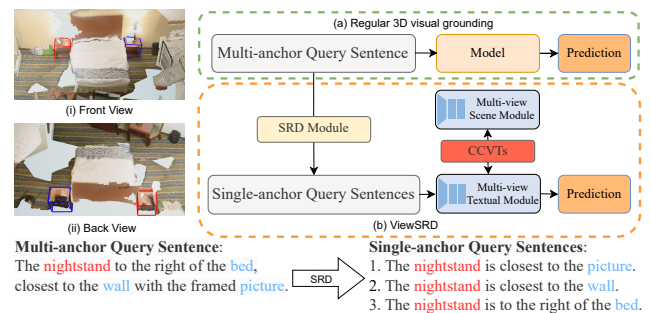 (a) Regular 3D visual grounding
Multi-anchor Query Sentence
Model
Prediction
(i) Front View
SRD Module
Multi-view
Scene Module
CCVTs
Single-anchor Query Sentences
Multi-view
Textual Module
Prediction
(ii) Back View
(b) ViewSRD
Multi-anchor Query Sentence:
The nightstand to the right of the bed,
closest to the wall with the framed picture.
SRD
Single-anchor Query Sentences:
1. The nightstand is closest to the picture.
2. The nightstand is closest to the wall.
3. The nightstand is to the right of the bed.